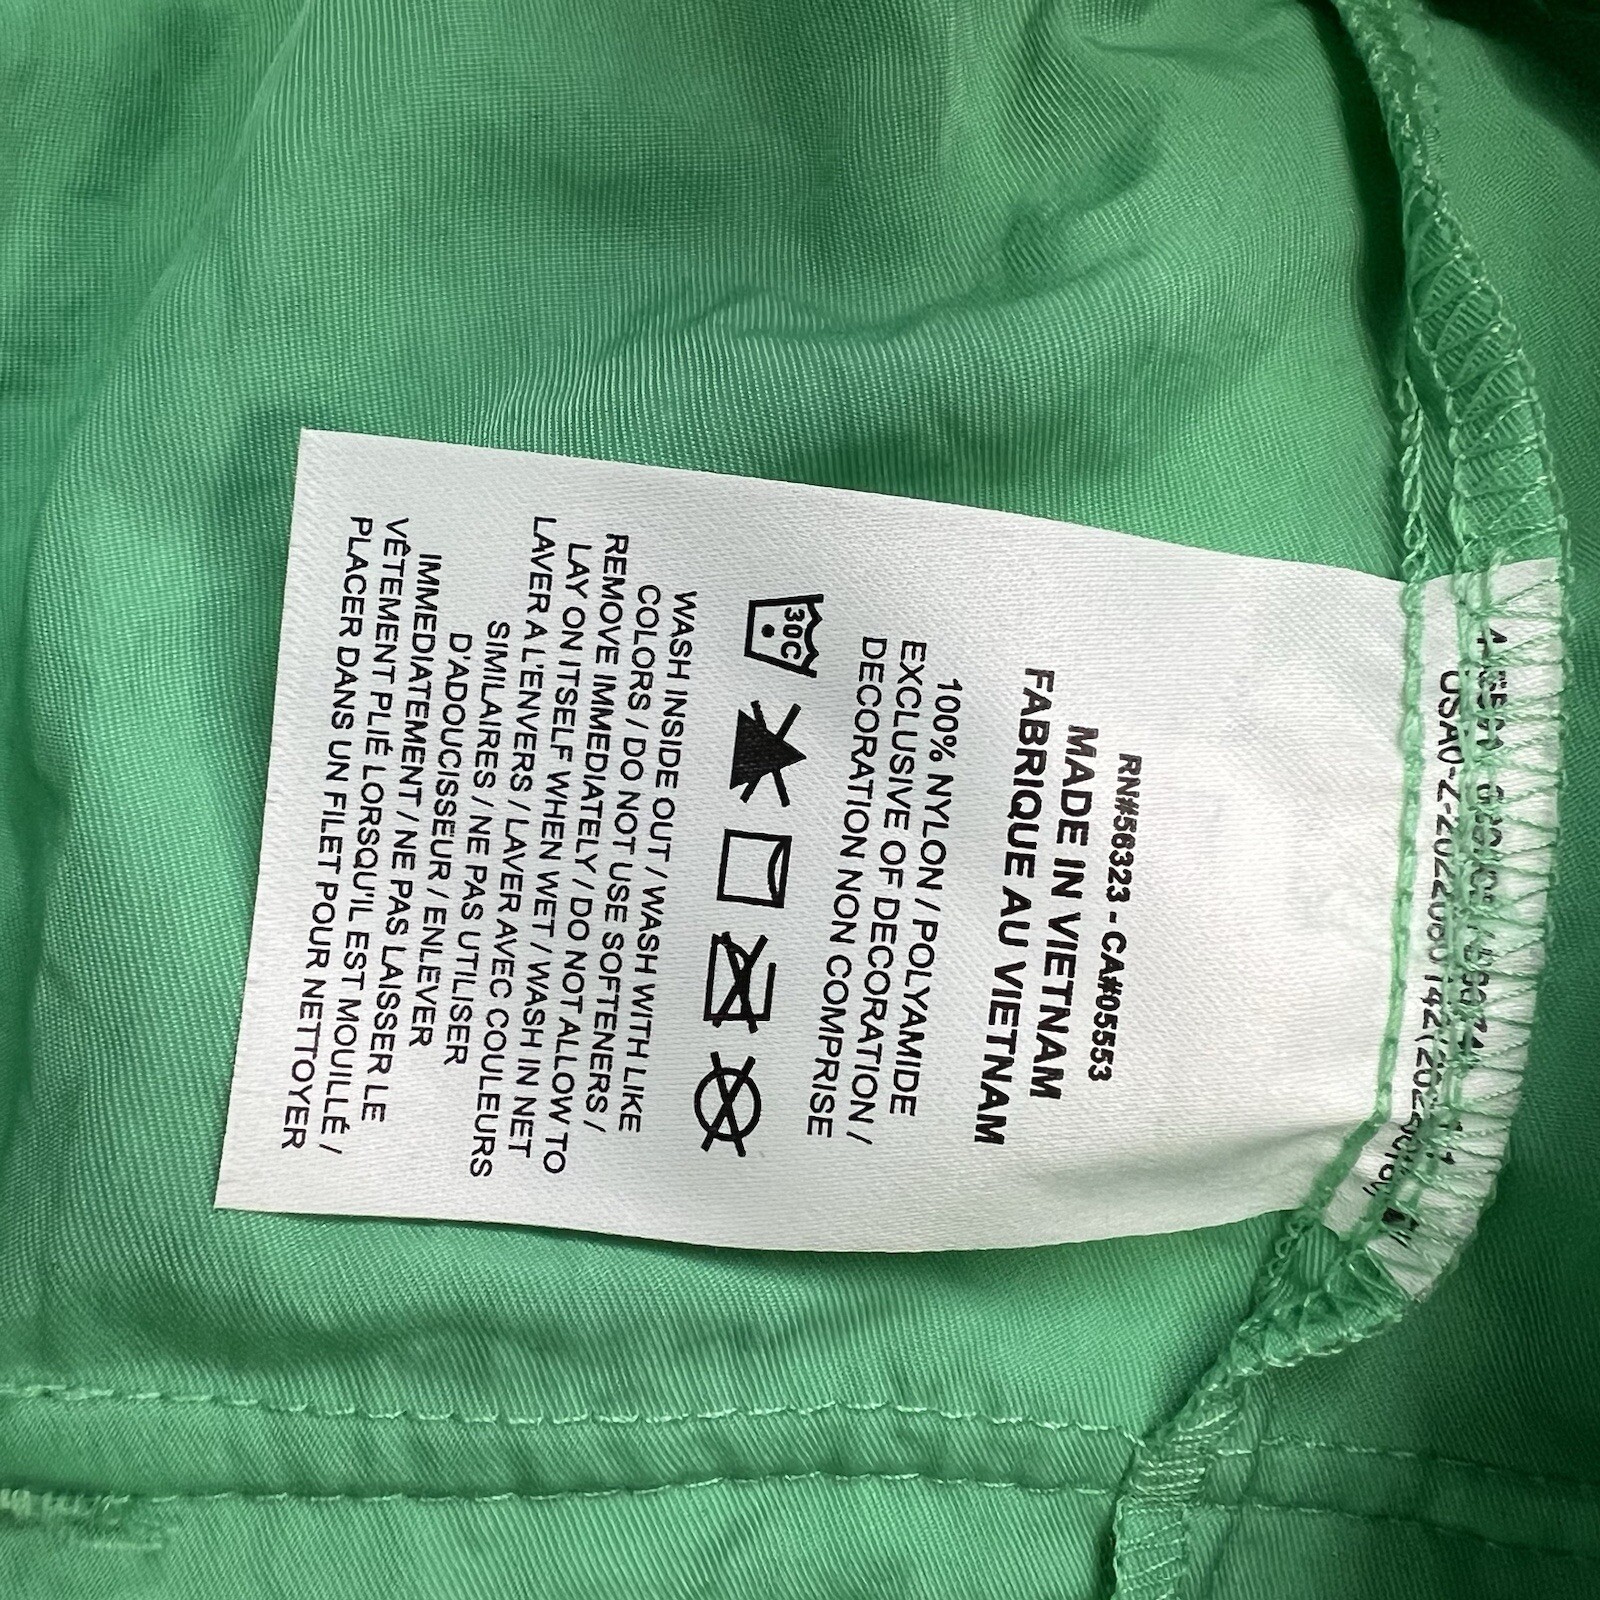 RN#56323 - CA#05553
MADE IN VIETNAM
FABRIQUE AU VIETNAM
100% NYLON / POLYAMIDE
EXCLUSIVE OF DECORATION /
DECORATION NON COMPRISE
30C
WASH INSIDE OUT / WASH WITH LIKE
COLORS / DO NOT USE SOFTENERS /
REMOVE IMMEDIATELY / DO NOT ALLOW TO
LAY ON ITSELF WHEN WET / WASH IN NET
LAVER A L'ENVERS / LAVER AVEC COULEURS
SIMILAIRES / NE PAS UTILISER
D'ADOUCISSEUR / ENLEVER
IMMEDIATEMENT / NE PAS LAISSER LE
VÊTEMENT PLIÉ LORSQU'IL EST MOUILLÉ /
PLACER DANS UN FILET POUR NETTOYER